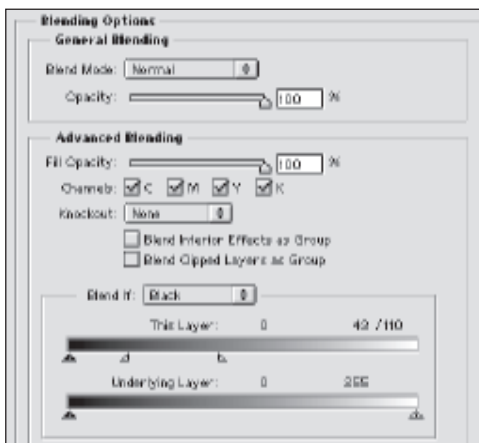 Blending Options
General Blending
Blend Mode: Normal
Opacity: 100 %
Advanced Blending
Fill Opacity: 100 %
Channels: C M Y K
Knockout: None
Blend Interior Effects as Group
Blend Clipped Layers as Group
Blend If: Black
This Layer: 0 42 / 110
Underlying Layer: 0 255